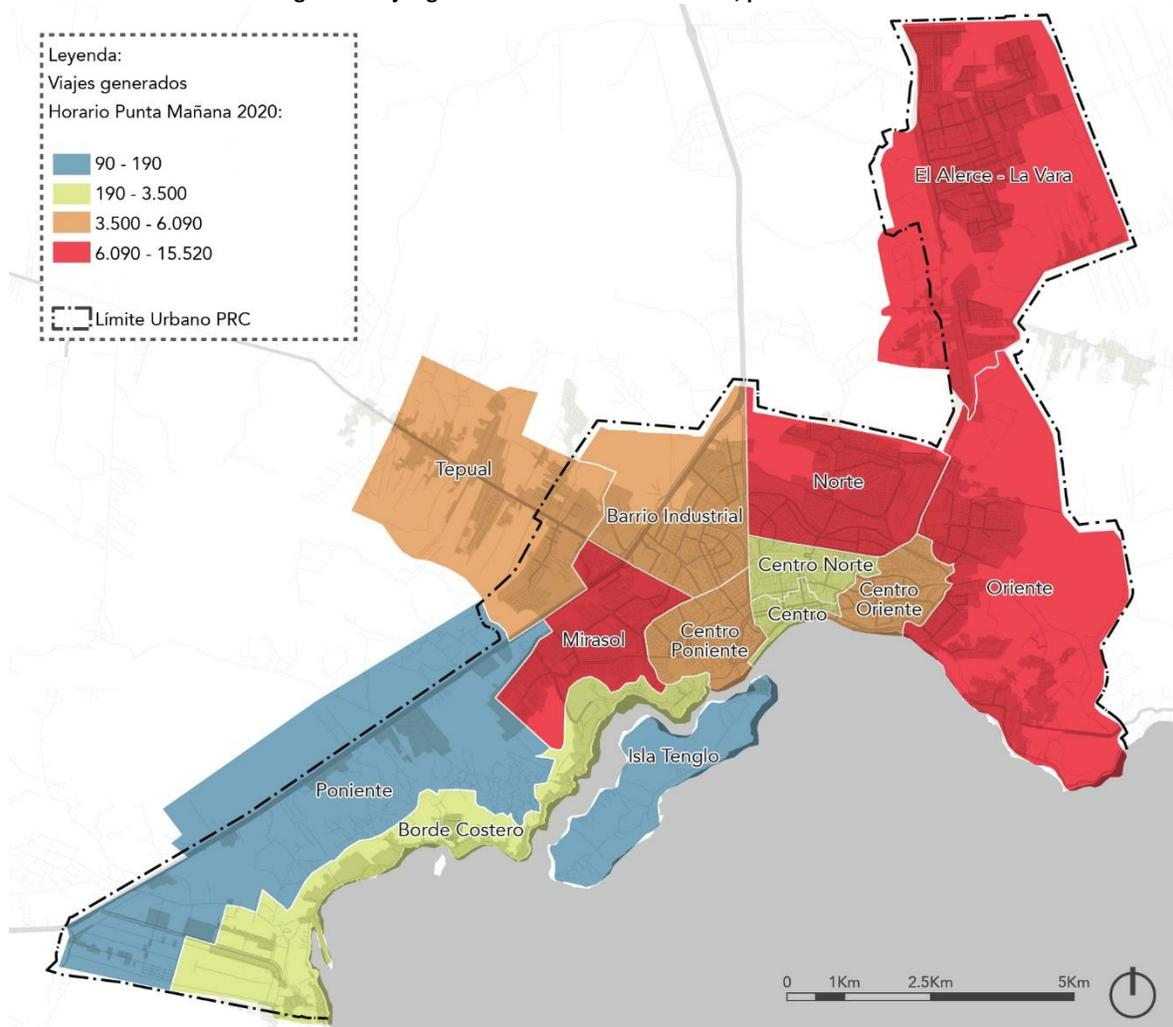 Leyenda:
Viajes generados
Horario Punta Mañana 2020:
90 - 190
190 - 3.500
3.500 - 6.090
6.090 - 15.520
Límite Urbano PRC
El Alerce - La Vara
Tepual
Norte
Barrio Industrial
Centro Norte
Centro
Oriente
Oriente
Centro
Mirasol
Centro
Poniente
Isla Tenglo
Poniente
Borde Costero
0 1Km 2.5Km 5Km